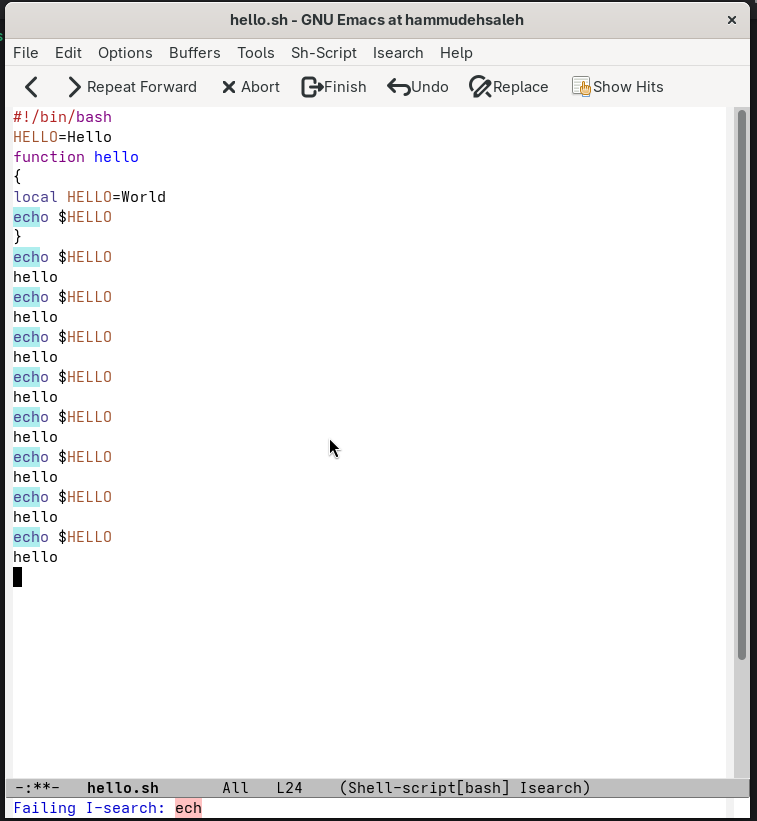 hello.sh - GNU Emacs at hammudehsaleh
File Edit Options Buffers Tools Sh-Script Isearch Help
Repeat Forward Abort Finish Undo Replace Show Hits
#!/bin/bash
HELLO=Hello
function hello
{
local HELLO=World
echo $HELLO
}
echo $HELLO
hello
echo $HELLO
hello
echo $HELLO
hello
echo $HELLO
hello
echo $HELLO
hello
echo $HELLO
hello
echo $HELLO
hello
echo $HELLO
hello
-:**- hello.sh All L24 (Shell-script[bash] Isearch)
Failing I-search: ech